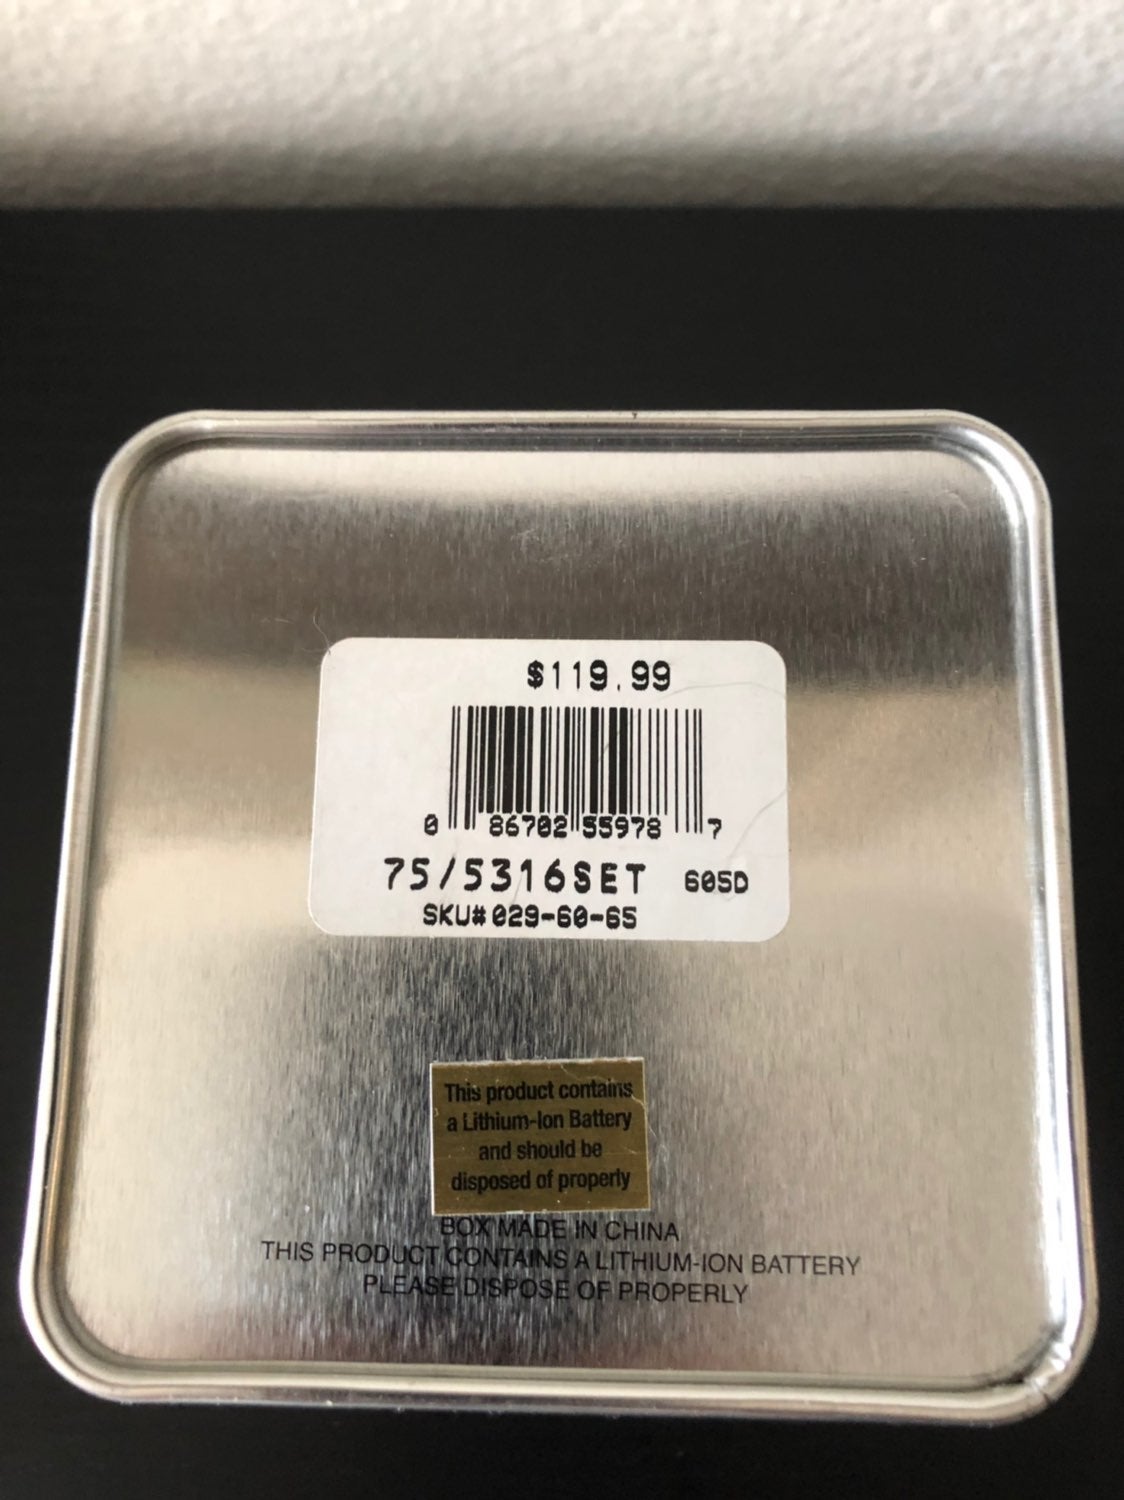 $119.99
0 86702 55978 7
75/5316SET 605D
SKU# 029-60-65
This product contains
a Lithium-Ion Battery
and should be
disposed of properly
BOX MADE IN CHINA
THIS PRODUCT CONTAINS A LITHIUM-ION BATTERY
PLEASE DISPOSE OF PROPERLY